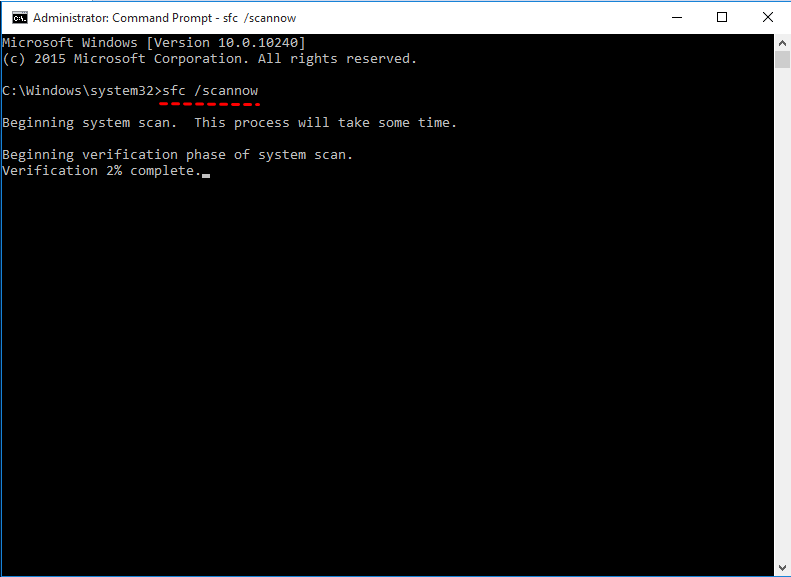 Administrator: Command Prompt - sfc  /scannow
Microsoft Windows [Version 10.0.10240]
(c) 2015 Microsoft Corporation. All rights reserved.
C:\Windows\system32>sfc /scannow
Beginning system scan.  This process will take some time.
Beginning verification phase of system scan.
Verification 2% complete.